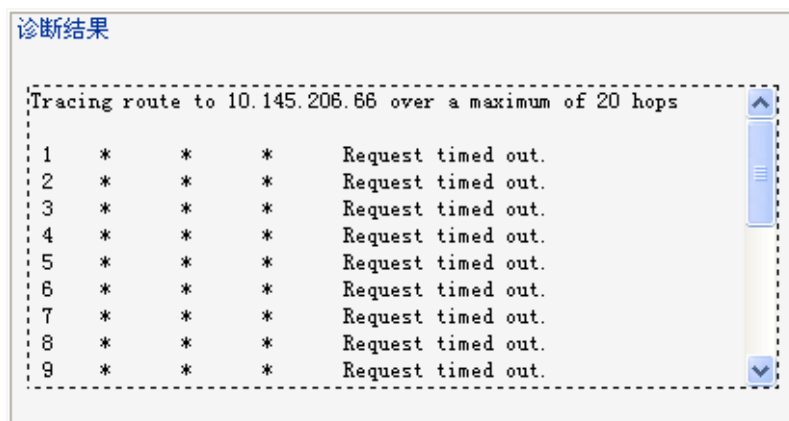 诊断结果
Tracing route to 10.145.206.66 over a maximum of 20 hops
1 * * * Request timed out.
2 * * * Request timed out.
3 * * * Request timed out.
4 * * * Request timed out.
5 * * * Request timed out.
6 * * * Request timed out.
7 * * * Request timed out.
8 * * * Request timed out.
9 * * * Request timed out.